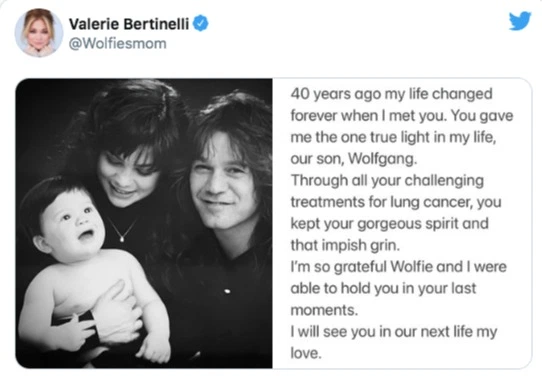 Valerie Bertinelli
@Wolfiesmom
40 years ago my life changed
forever when I met you. You gave
me the one true light in my life,
our son, Wolfgang.
Through all your challenging
treatments for lung cancer, you
kept your gorgeous spirit and
that impish grin.
I'm so grateful Wolfie and I were
able to hold you in your last
moments.
I will see you in our next life my
love.